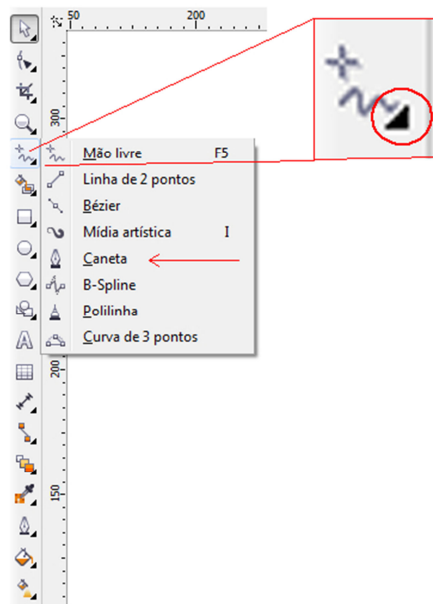 50 200
300
Mão livre F5
Linha de 2 pontos
Bézier
Mídia artística I
Caneta
B-Spline
Polilinha
Curva de 3 pontos
200
150